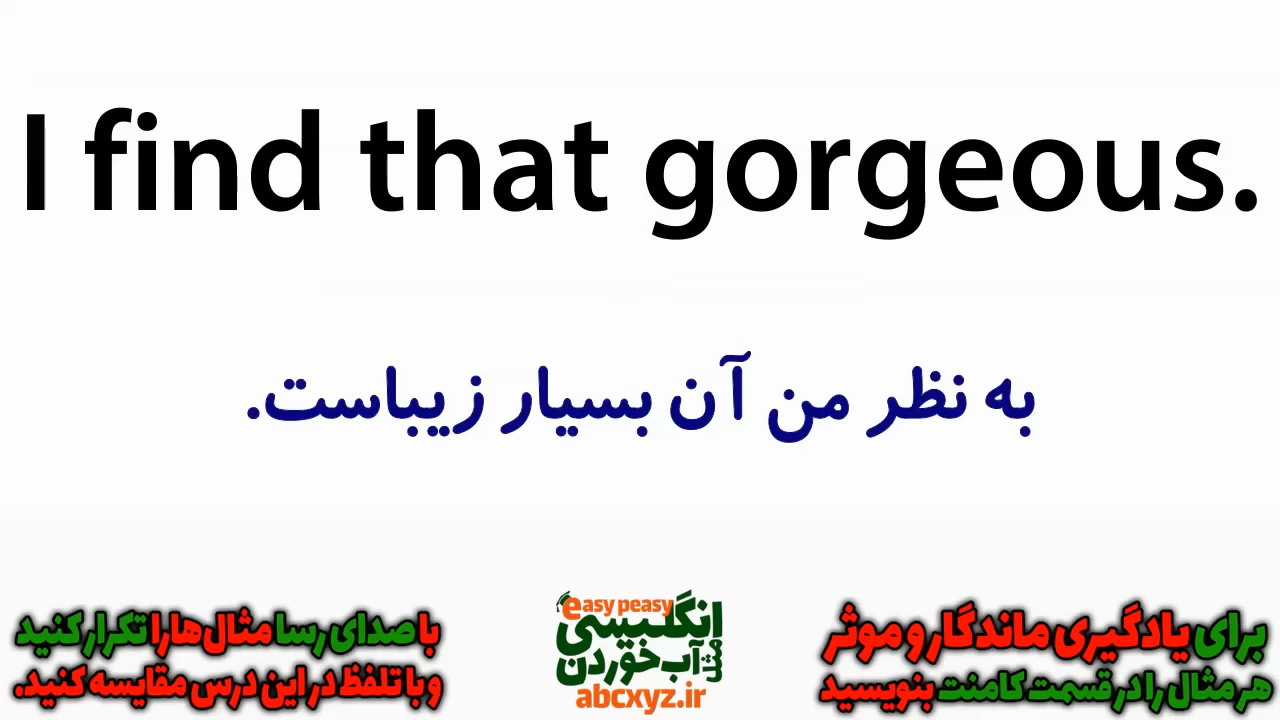 I find that gorgeous.
به نظر من آن بسیار زیباست.
برای یادگیری ماندگار و موثر
هر مثال را در قسمت کامنت بنویسید
easy peasy
انگلیسی
مثل آب خوردن
abcxyz.ir
با صدای رسا مثال‌ها را تکرار کنید
و با تلفظ در این درس مقایسه کنید.